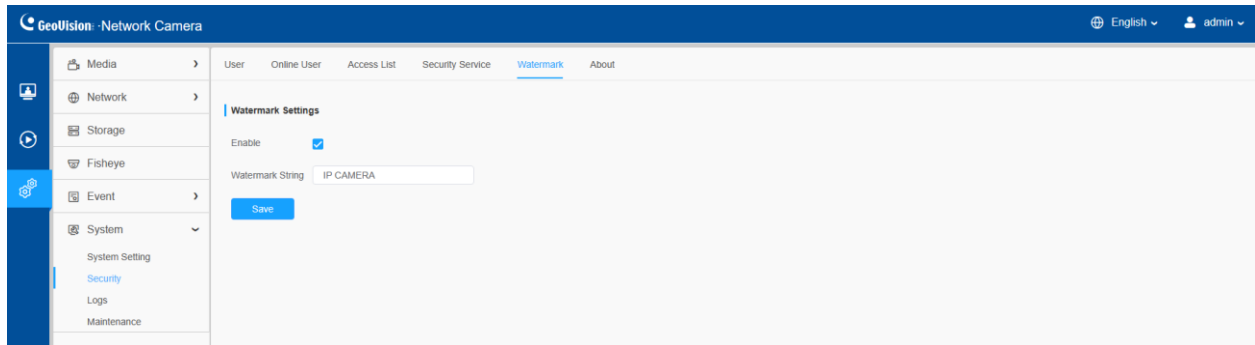 GeoVision Network Camera
English
admin
Media
Network
Storage
Fisheye
Event
System
System Setting
Security
Logs
Maintenance
User Online User Access List Security Service Watermark About
Watermark Settings
Enable
Watermark String IP CAMERA
Save